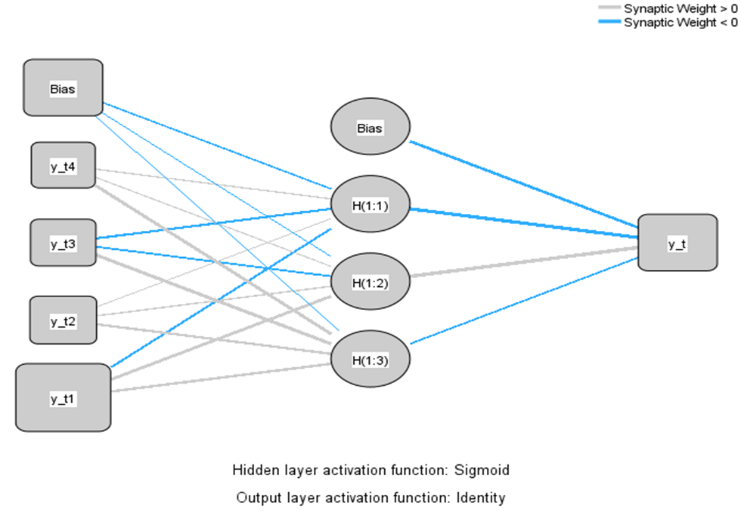 Synaptic Weight > 0
Synaptic Weight < 0
Bias
y_t4
y_t3
y_t2
y_t1
Bias
H(1:1)
H(1:2)
H(1:3)
y_t
Hidden layer activation function: Sigmoid
Output layer activation function: Identity